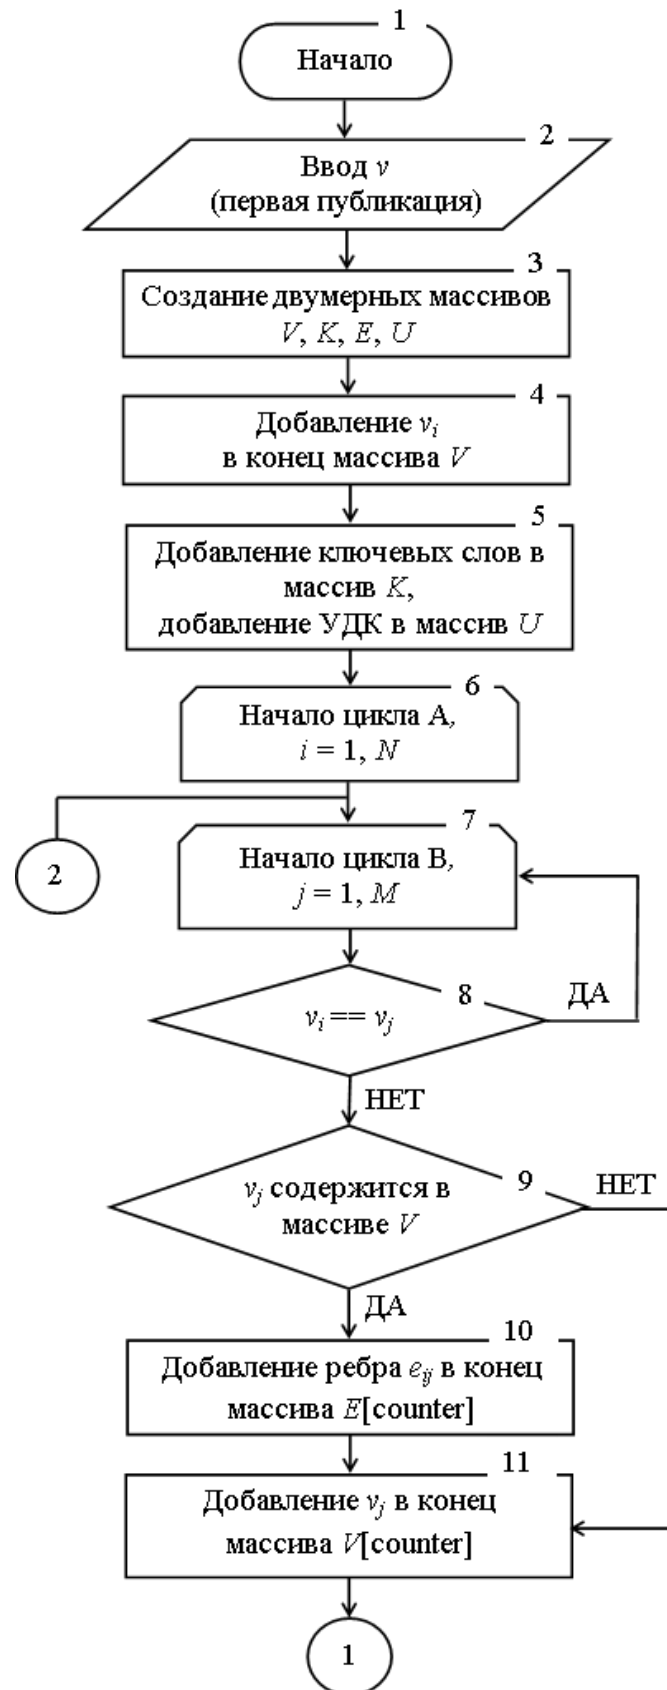 1
Начало
2
Ввод v
(первая публикация)
3
Создание двумерных массивов
V, K, E, U
4
Добавление vᵢ
в конец массива V
5
Добавление ключевых слов в
массив K,
добавление УДК в массив U
6
Начало цикла A,
i = 1, N
7
2
Начало цикла B,
j = 1, M
8
ДА
vᵢ == vⱼ
НЕТ
9
НЕТ
vⱼ содержится в
массиве V
ДА
10
Добавление ребра eᵢⱼ в конец
массива E[counter]
11
Добавление vⱼ в конец
массива V[counter]
1